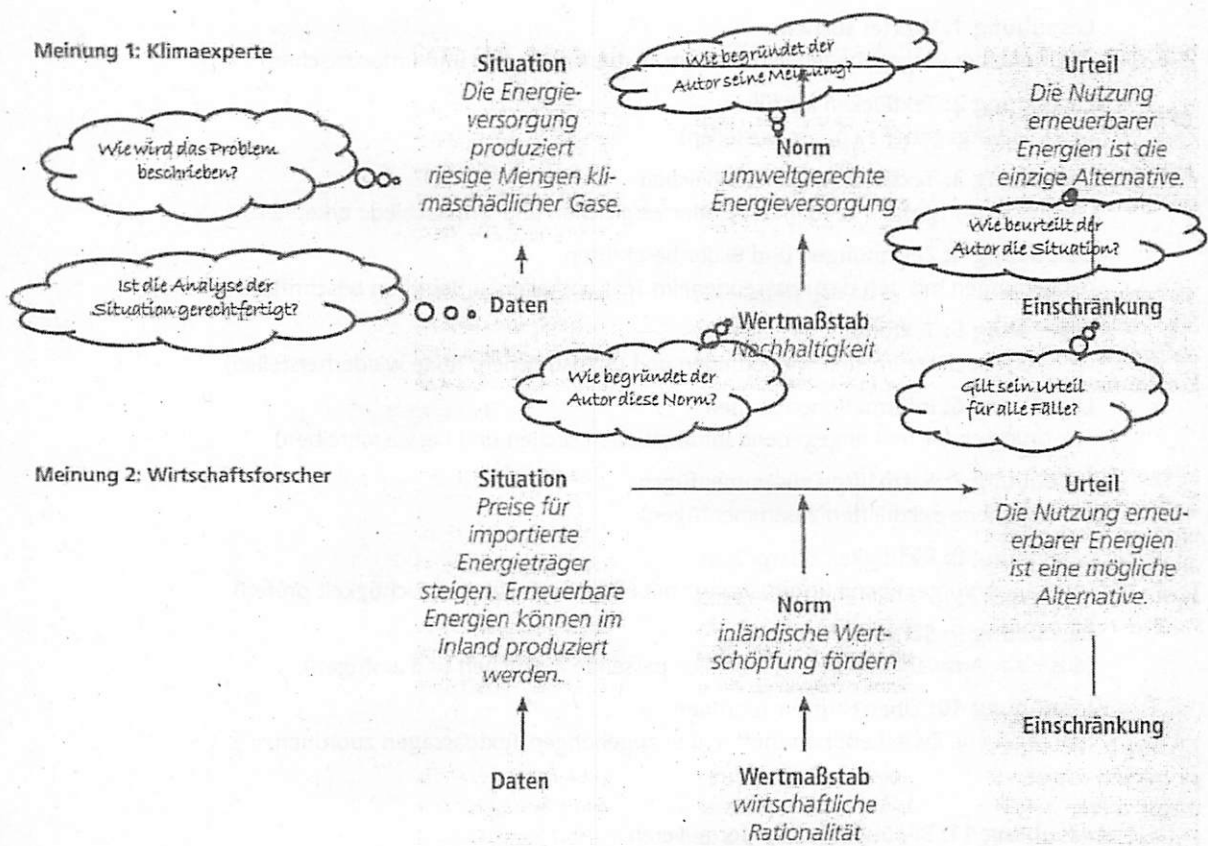 Meinung 1: Klimaexperte
Situation
Die Energie-
versorgung
produziert
riesige Mengen kli-
maschädlicher Gase.
Wie begründet der
Autor seine Meinung?
Urteil
Die Nutzung
erneuerbarer
Energien ist die
einzige Alternative.
Wie wird das Problem
beschrieben?
Norm
umweltgerechte
Energieversorgung
Wie beurteilt der
Autor die Situation?
Ist die Analyse der
Situation gerechtfertigt?
Daten
Wertmaßstab
Nachhaltigkeit
Einschränkung
Wie begründet der
Autor diese Norm?
Gilt sein Urteil
für alle Fälle?
Meinung 2: Wirtschaftsforscher
Situation
Preise für
importierte
Energieträger
steigen. Erneuerbare
Energien können im
Inland produziert
werden.
Urteil
Die Nutzung erneu-
erbarer Energien
ist eine mögliche
Alternative.
Norm
inländische Wert-
schöpfung fördern
Einschränkung
Daten
Wertmaßstab
wirtschaftliche
Rationalität